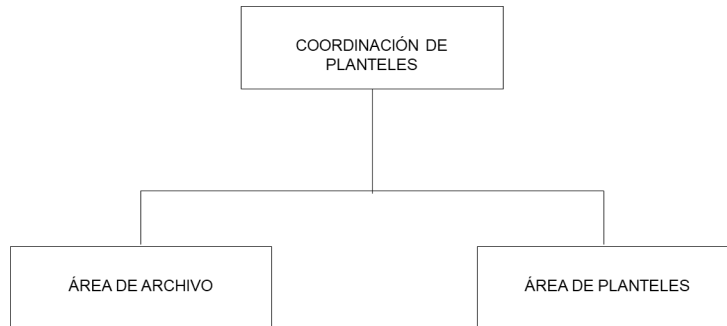 COORDINACIÓN DE
PLANTELES
ÁREA DE ARCHIVO
ÁREA DE PLANTELES